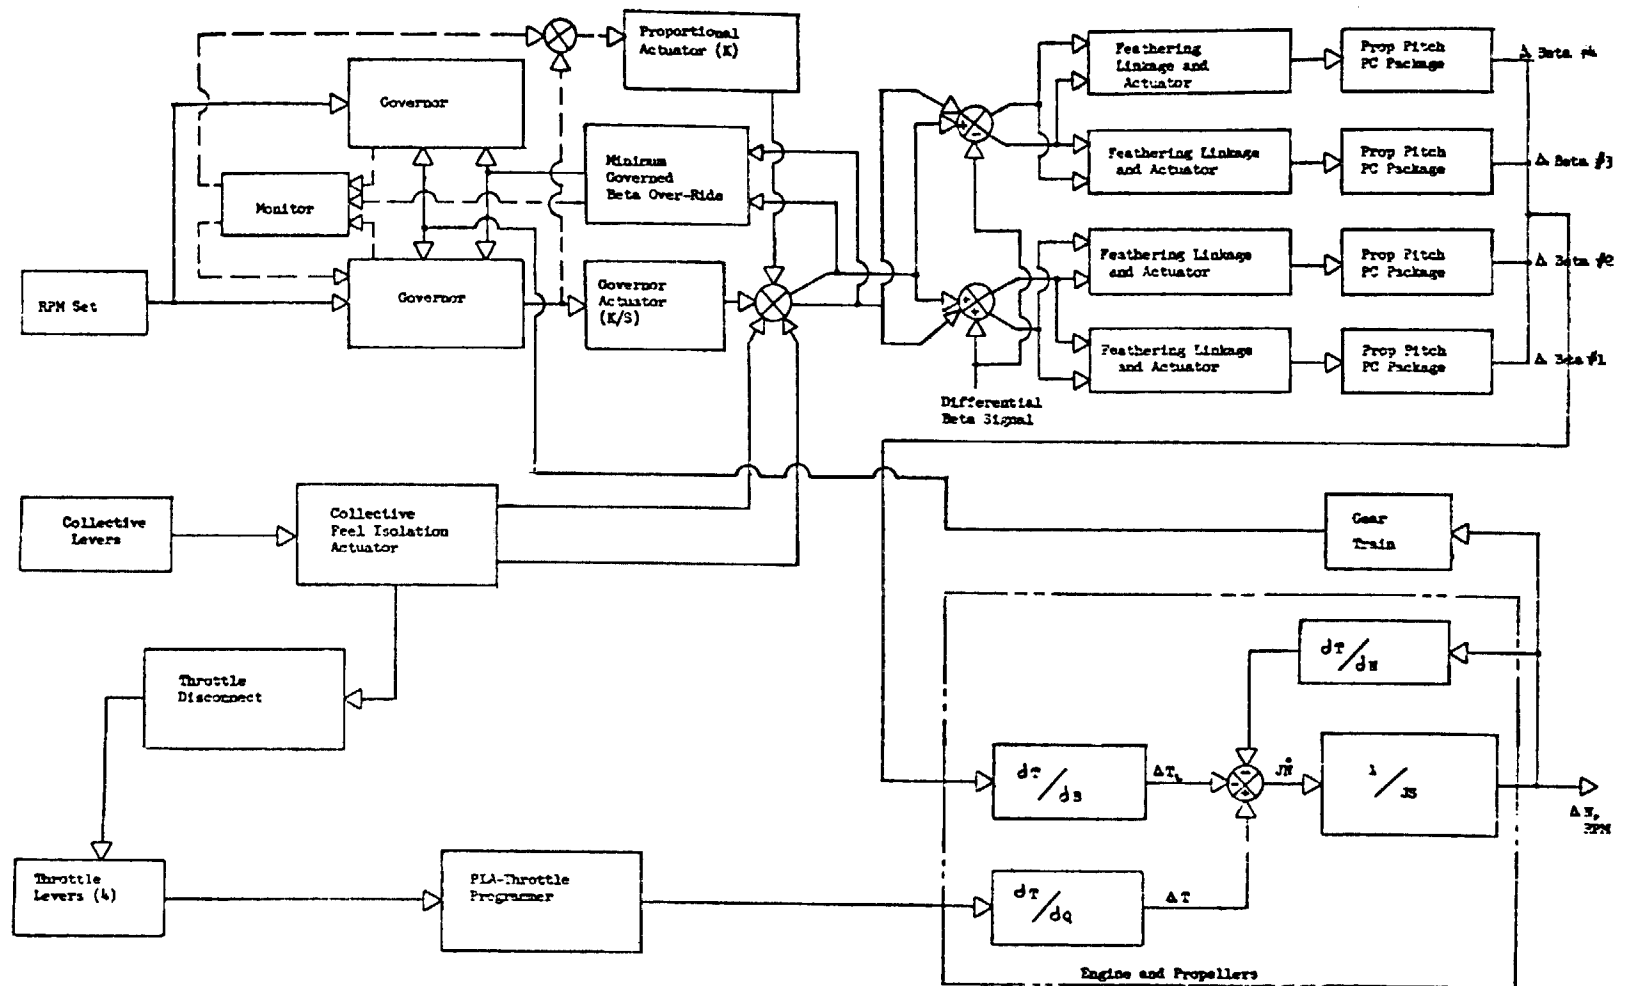 Proportional
Actuator (K)
Governor
Minimum
Governed
Beta Over-Ride
Monitor
RPM Set
Governor
Governor
Actuator
(K/S)
Feathering
Linkage and
Actuator
Prop Pitch
PC Package
Δ Beta #4
Feathering Linkage
and Actuator
Prop Pitch
PC Package
Δ Beta #3
Feathering Linkage
and Actuator
Prop Pitch
PC Package
Δ Beta #2
Feathering Linkage
and Actuator
Prop Pitch
PC Package
Δ Beta #1
+
-
+
+
Differential
Beta Signal
Collective
Levers
Collective
Feel Isolation
Actuator
Gear
Train
Throttle
Disconnect
dT/dN
dT/dB
ΔT
-
-
+
JṄ
1/JS
ΔN,
RPM
Throttle
Levers (4)
PLA-Throttle
Programmer
dT/dQ
ΔT
Engine and Propellers